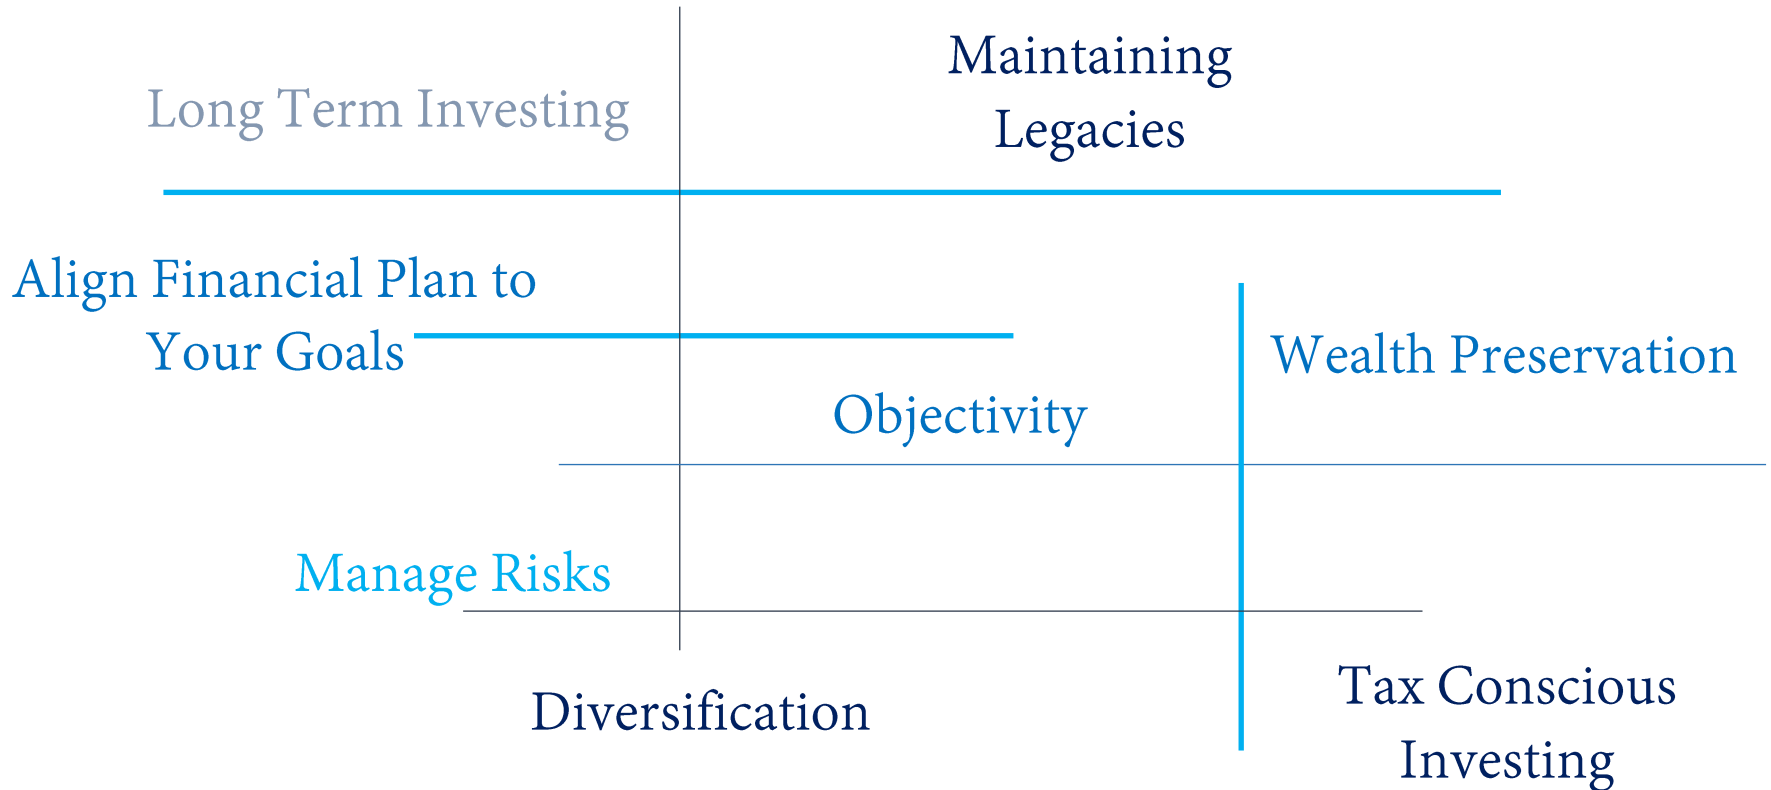 Long Term Investing
Maintaining
Legacies
Align Financial Plan to
Your Goals
Wealth Preservation
Objectivity
Manage Risks
Diversification
Tax Conscious
Investing